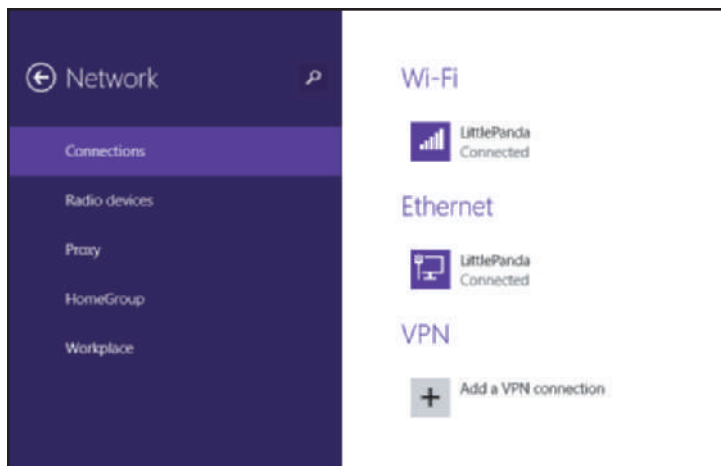 Network
Connections
Radio devices
Proxy
HomeGroup
Workplace
Wi-Fi
LittlePanda
Connected
Ethernet
LittlePanda
Connected
VPN
Add a VPN connection